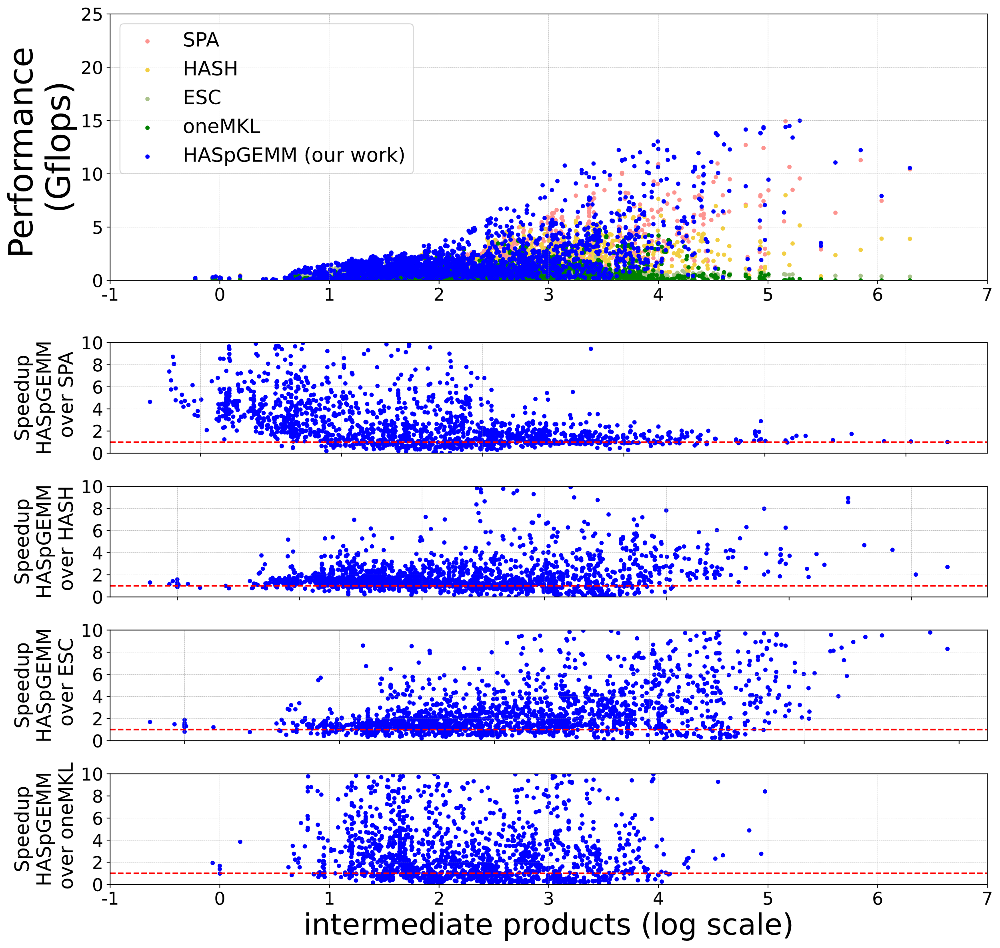 Performance
(Gflops)
25
20
15
10
5
0
SPA
HASH
ESC
oneMKL
HASpGEMM (our work)
-1 0 1 2 3 4 5 6 7
Speedup
HASpGEMM
over SPA
10
8
6
4
2
0
Speedup
HASpGEMM
over HASH
10
8
6
4
2
0
Speedup
HASpGEMM
over ESC
10
8
6
4
2
0
Speedup
HASpGEMM
over oneMKL
10
8
6
4
2
0
-1 0 1 2 3 4 5 6 7
intermediate products (log scale)